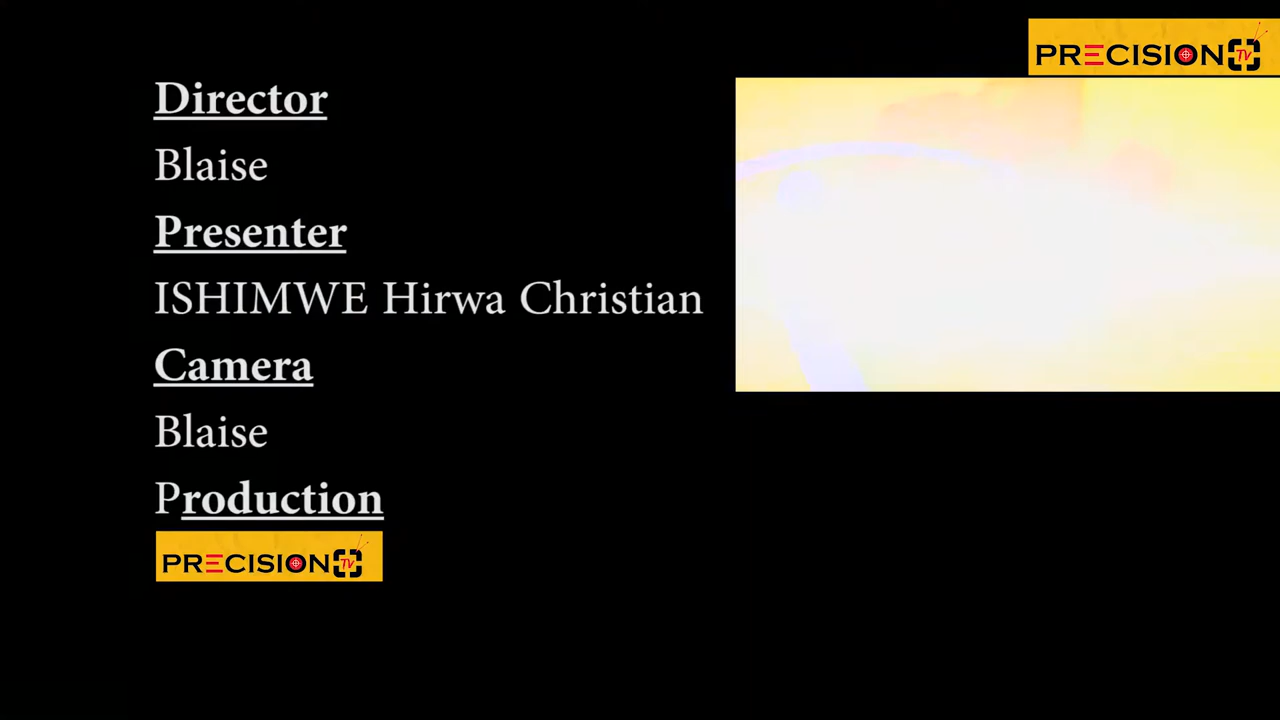 PRECISION TV
Director
Blaise
Presenter
ISHIMWE Hirwa Christian
Camera
Blaise
Production
PRECISION TV